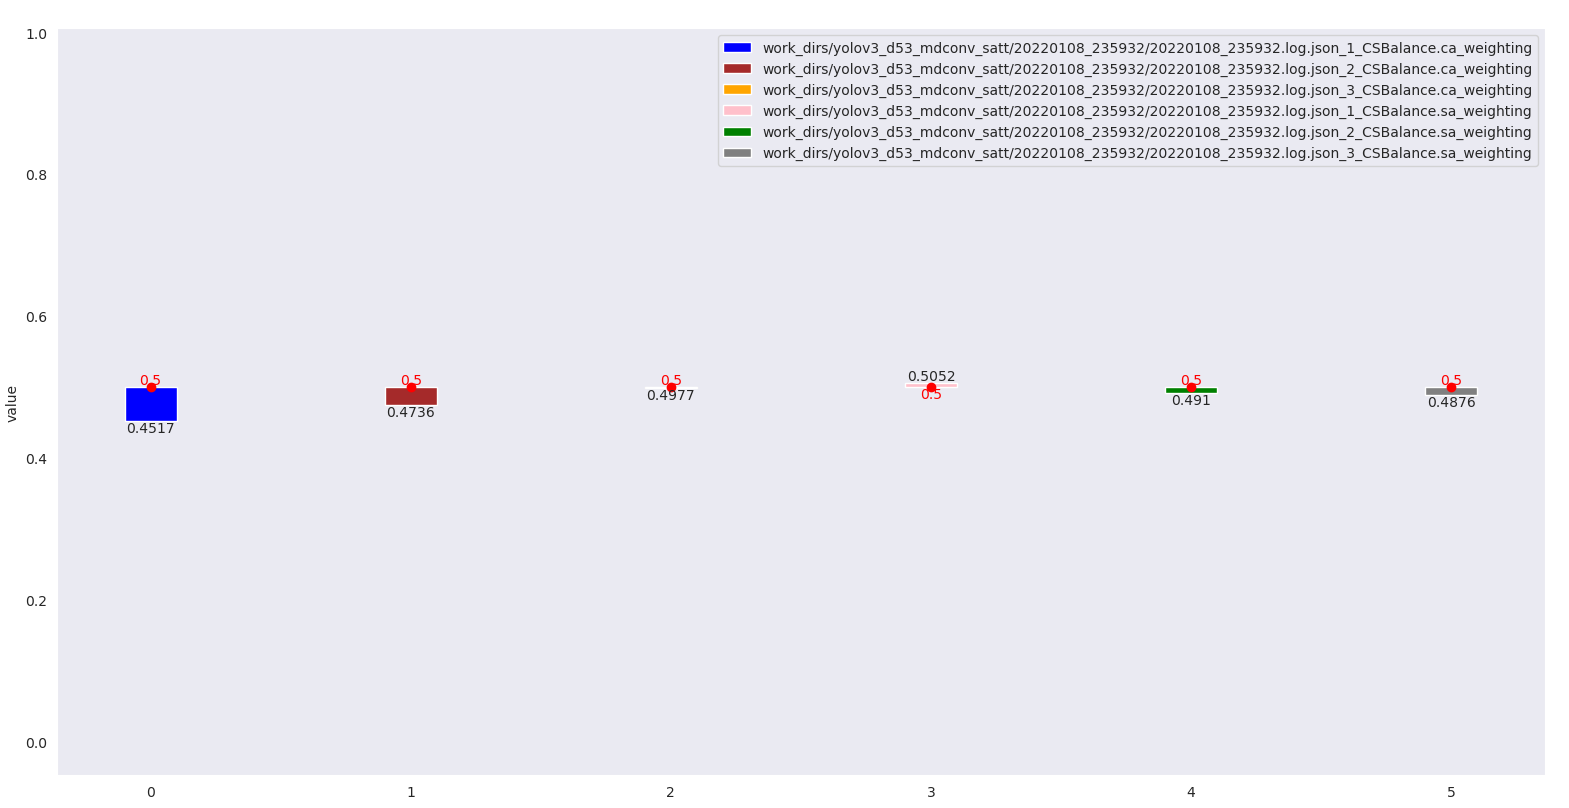 1.0
work_dirs/yolov3_d53_mdconv_satt/20220108_235932/20220108_235932.log.json_1_CSBalance.ca_weighting
work_dirs/yolov3_d53_mdconv_satt/20220108_235932/20220108_235932.log.json_2_CSBalance.ca_weighting
work_dirs/yolov3_d53_mdconv_satt/20220108_235932/20220108_235932.log.json_3_CSBalance.ca_weighting
work_dirs/yolov3_d53_mdconv_satt/20220108_235932/20220108_235932.log.json_1_CSBalance.sa_weighting
work_dirs/yolov3_d53_mdconv_satt/20220108_235932/20220108_235932.log.json_2_CSBalance.sa_weighting
work_dirs/yolov3_d53_mdconv_satt/20220108_235932/20220108_235932.log.json_3_CSBalance.sa_weighting
0.8
0.6
0.4
0.2
0.0
value
0.5
0.4517
0.5
0.4736
0.5
0.4977
0.5052
0.5
0.5
0.491
0.5
0.4876
0 1 2 3 4 5